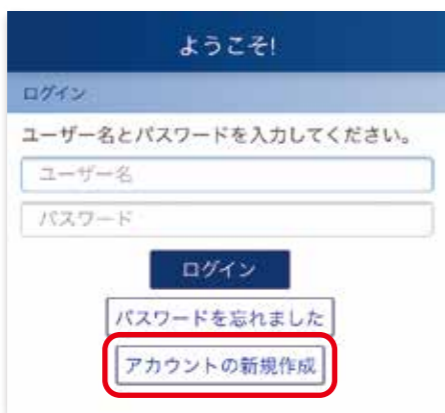 ようこそ!
ログイン
ユーザー名とパスワードを入力してください。
ユーザー名
パスワード
ログイン
パスワードを忘れました
アカウントの新規作成